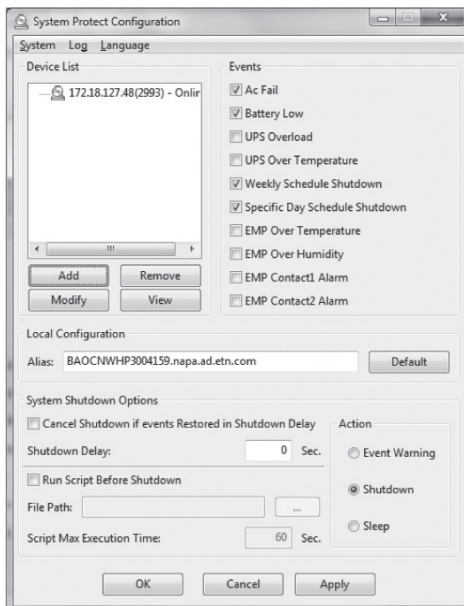 System Protect Configuration
System Log Language
Device List
172.18.127.48(2993) - Onlir
Add Remove
Modify View
Events
Ac Fail
Battery Low
UPS Overload
UPS Over Temperature
Weekly Schedule Shutdown
Specific Day Schedule Shutdown
EMP Over Temperature
EMP Over Humidity
EMP Contact1 Alarm
EMP Contact2 Alarm
Local Configuration
Alias: BAOCNWHP3004159.napa.ad.etn.com Default
System Shutdown Options
Cancel Shutdown if events Restored in Shutdown Delay
Shutdown Delay: 0 Sec.
Run Script Before Shutdown
File Path: ...
Script Max Execution Time: 60 Sec.
Action
Event Warning
Shutdown
Sleep
OK Cancel Apply